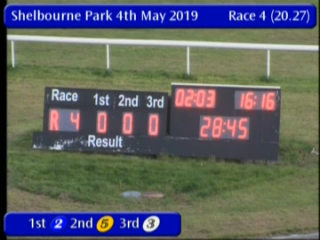 Shelbourne Park 4th May 2019 Race 4 (20.27)
Race 1st 2nd 3rd 02:03 16:16
R 4 0 0 0 28:45
Result
1st 2 2nd 5 3rd 3